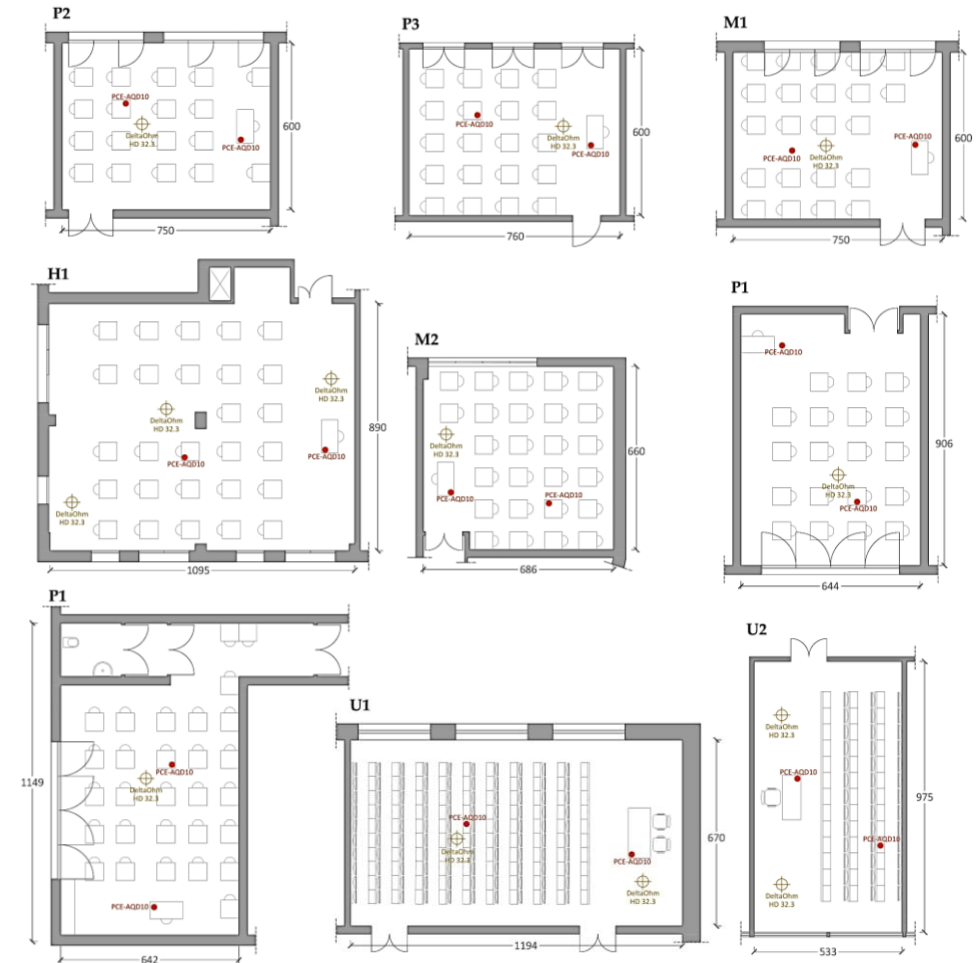 P2
PCE-AQD10
DeltaOhm
HD 32.3
PCE-AQD10
600
750
P3
PCE-AQD10
DeltaOhm
HD 32.3
PCE-AQD10
600
760
M1
PCE-AQD10
DeltaOhm
HD 32.3
PCE-AQD10
600
750
H1
DeltaOhm
HD 32.3
DeltaOhm
HD 32.3
PCE-AQD10
PCE-AQD10
DeltaOhm
HD 32.3
890
1095
M2
DeltaOhm
HD 32.3
PCE-AQD10
PCE-AQD10
660
686
P1
PCE-AQD10
DeltaOhm
HD 32.3
PCE-AQD10
906
644
P1
1149
PCE-AQD10
DeltaOhm
HD 32.3
PCE-AQD10
642
U1
PCE-AQD10
DeltaOhm
HD 32.3
PCE-AQD10
DeltaOhm
HD 32.3
670
1194
U2
DeltaOhm
HD 32.3
PCE-AQD10
PCE-AQD10
DeltaOhm
HD 32.3
975
533